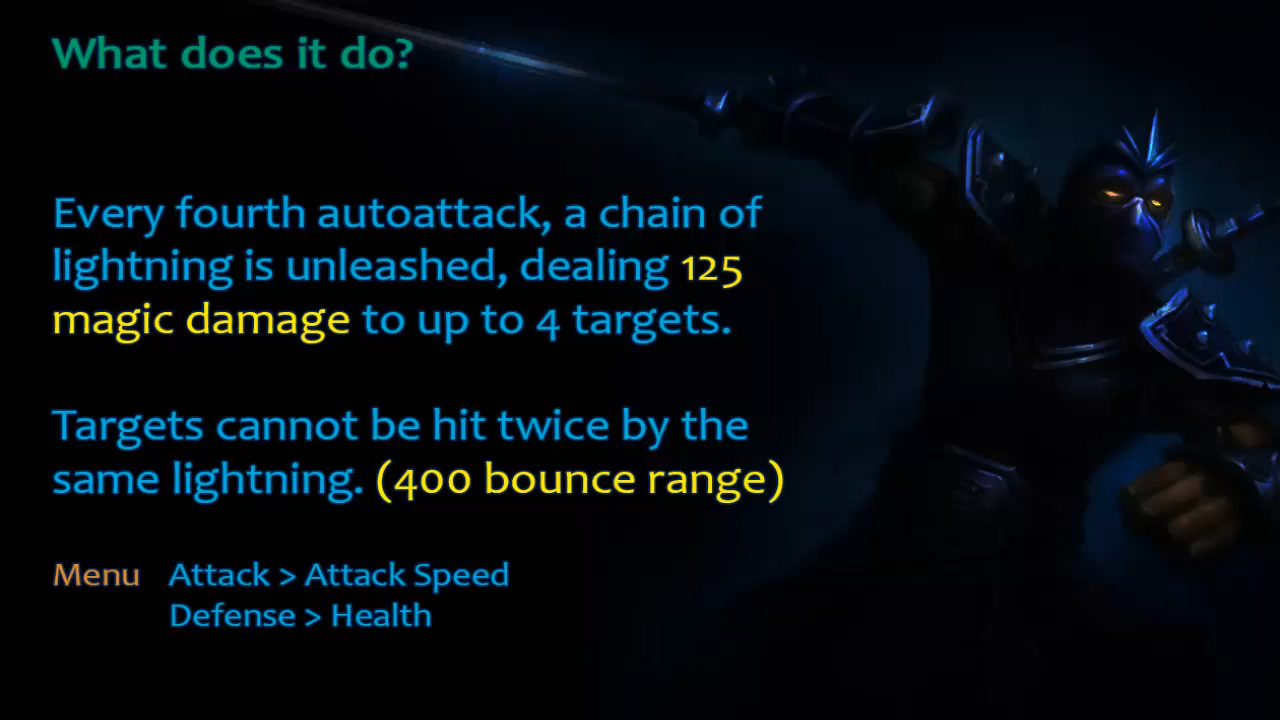 What does it do?
Every fourth autoattack, a chain of
lightning is unleashed, dealing 125
magic damage to up to 4 targets.
Targets cannot be hit twice by the
same lightning. (400 bounce range)
Menu Attack > Attack Speed
Defense > Health